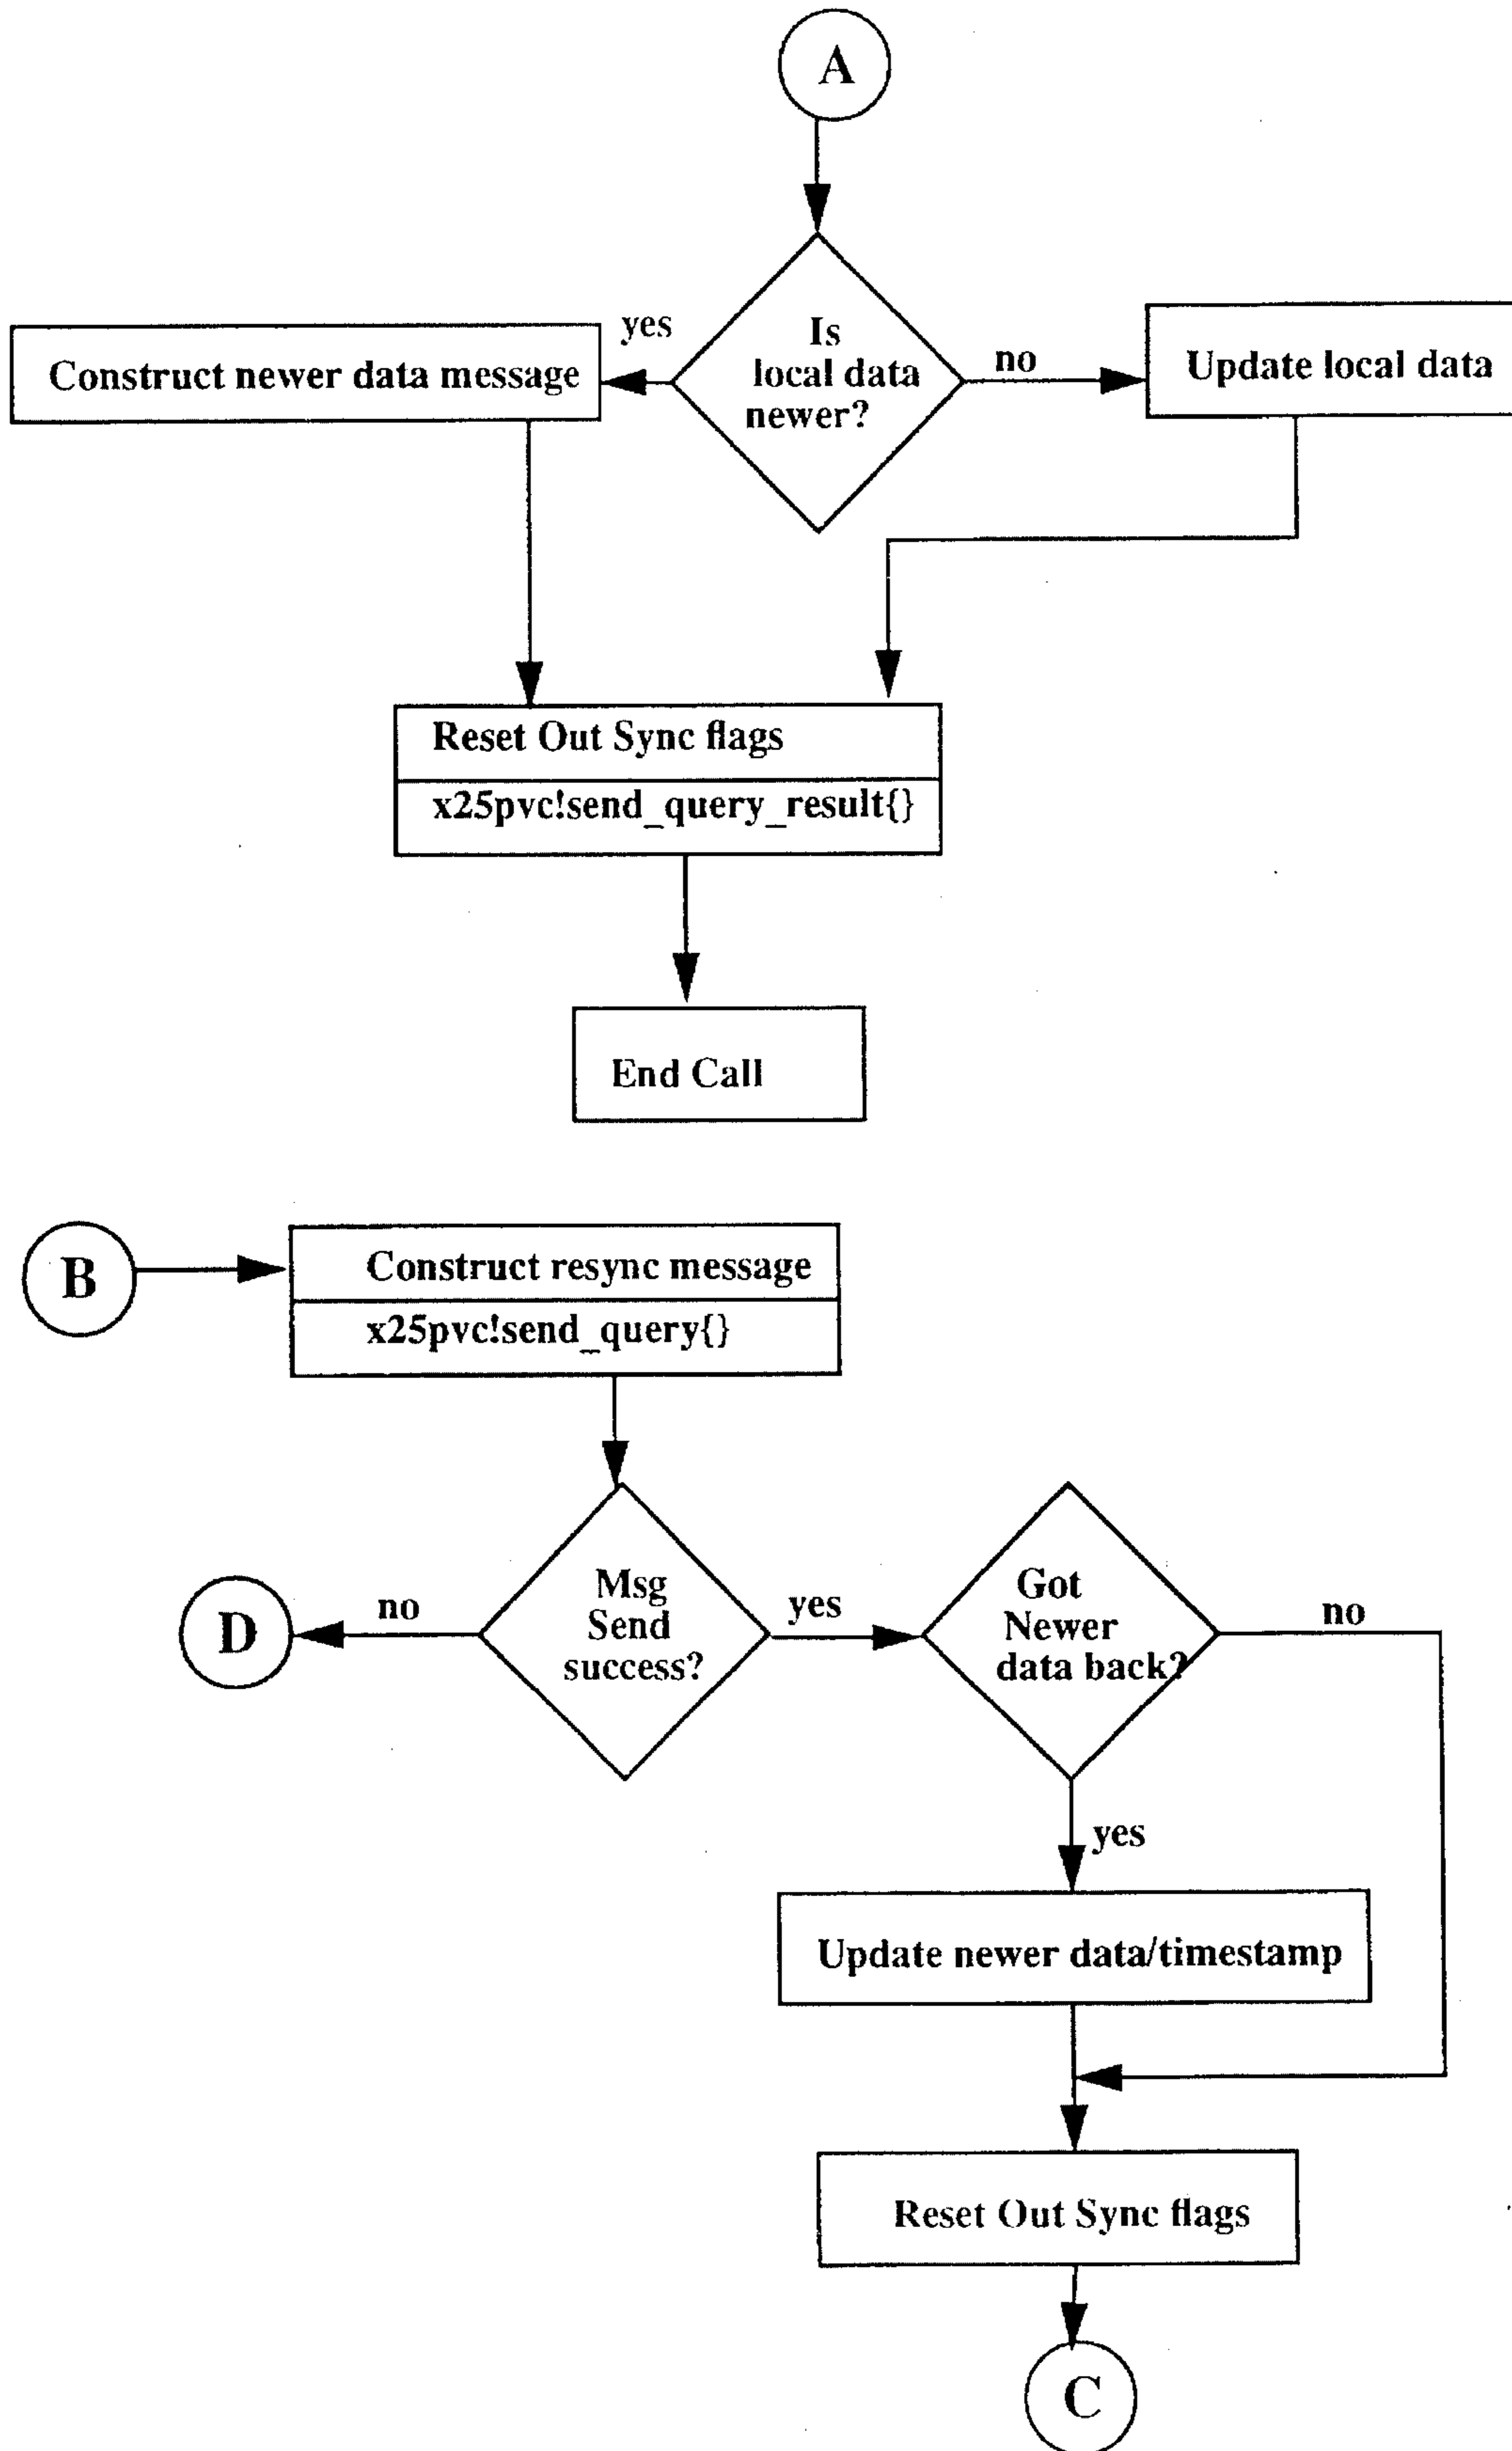 A
Is
local data
newer?
yes
no
Construct newer data message
Update local data
Reset Out Sync flags
x25pvc!send_query_result{}
End Call
B
Construct resync message
x25pvc!send_query{}
Msg
Send
success?
no
D
yes
Got
Newer
data back?
no
yes
Update newer data/timestamp
Reset Out Sync flags
C